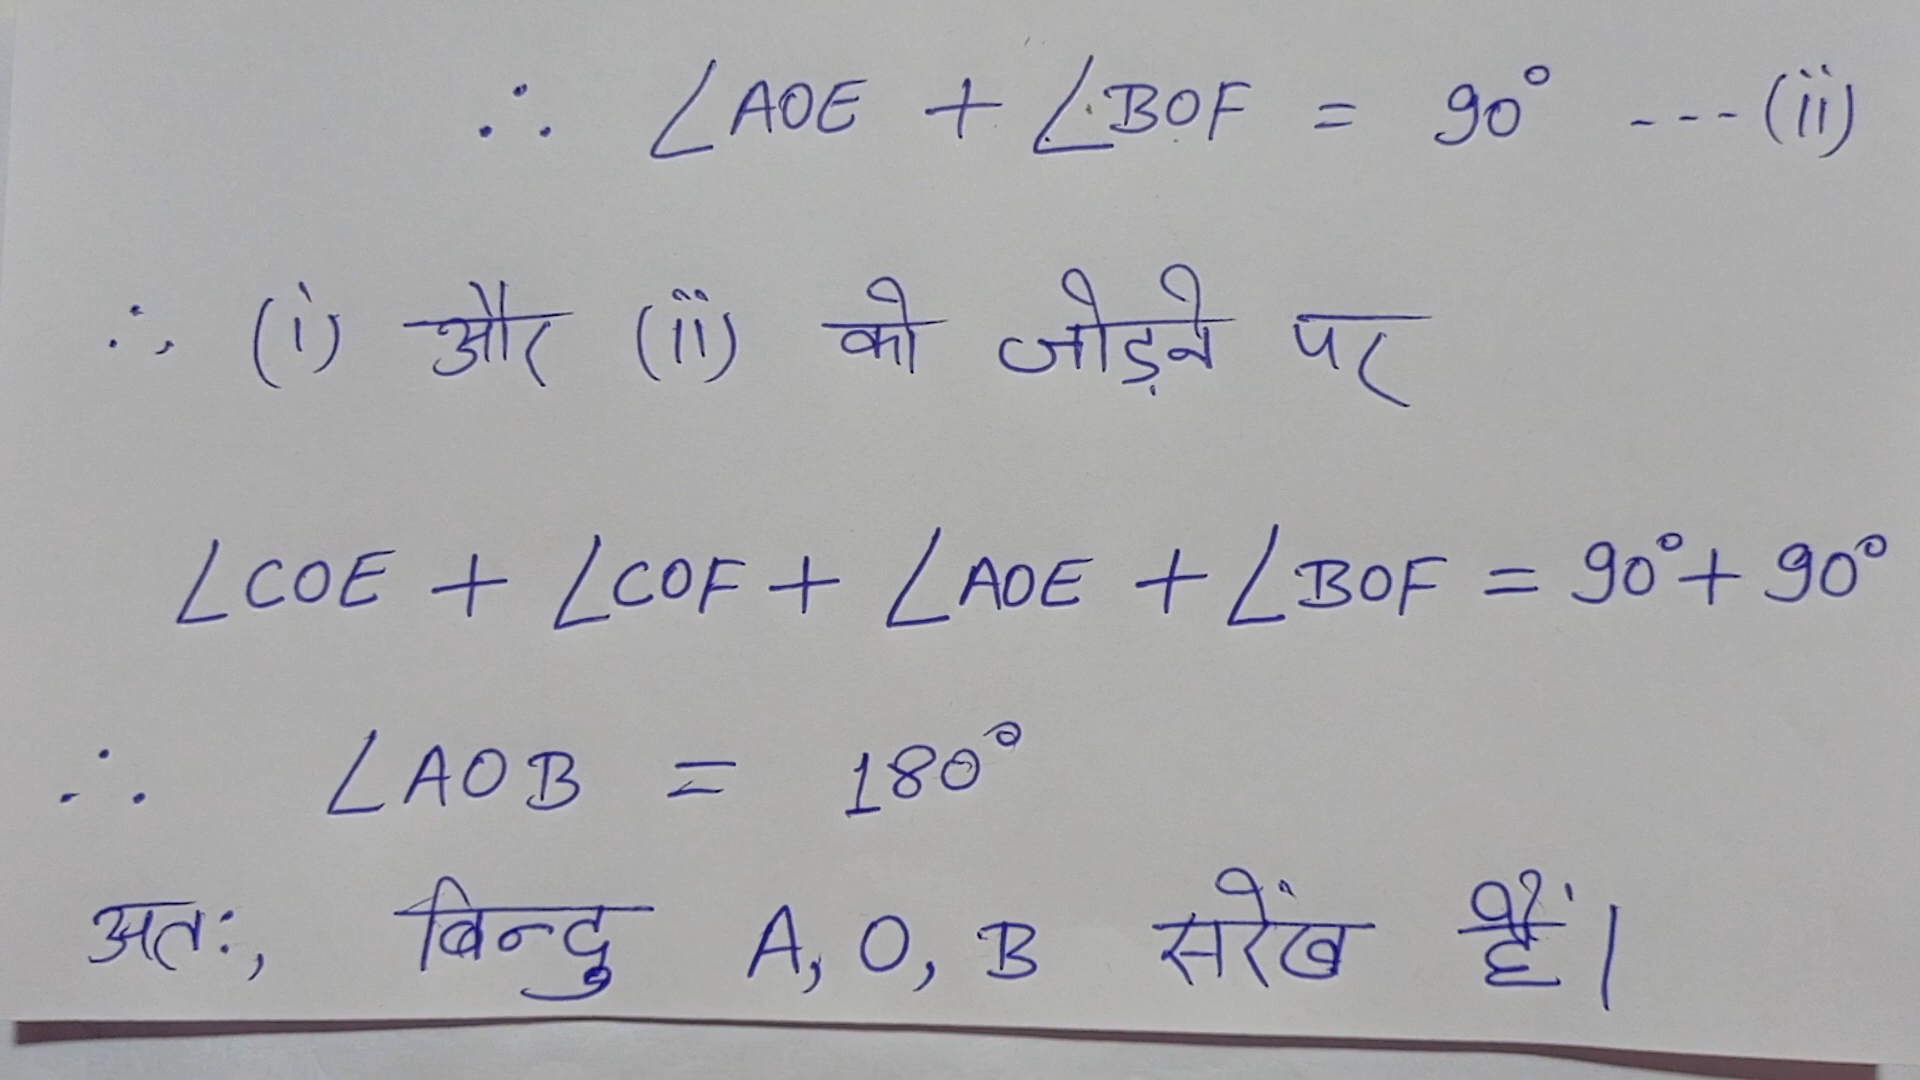 ∴ ∠AOE + ∠BOF = 90° ---(ii)
∴ (i) और (ii) को जोड़ने पर
∠COE + ∠COF + ∠AOE + ∠BOF = 90° + 90°
∴ ∠AOB = 180°
अतः, बिन्दु A, O, B सरेंख हैं।